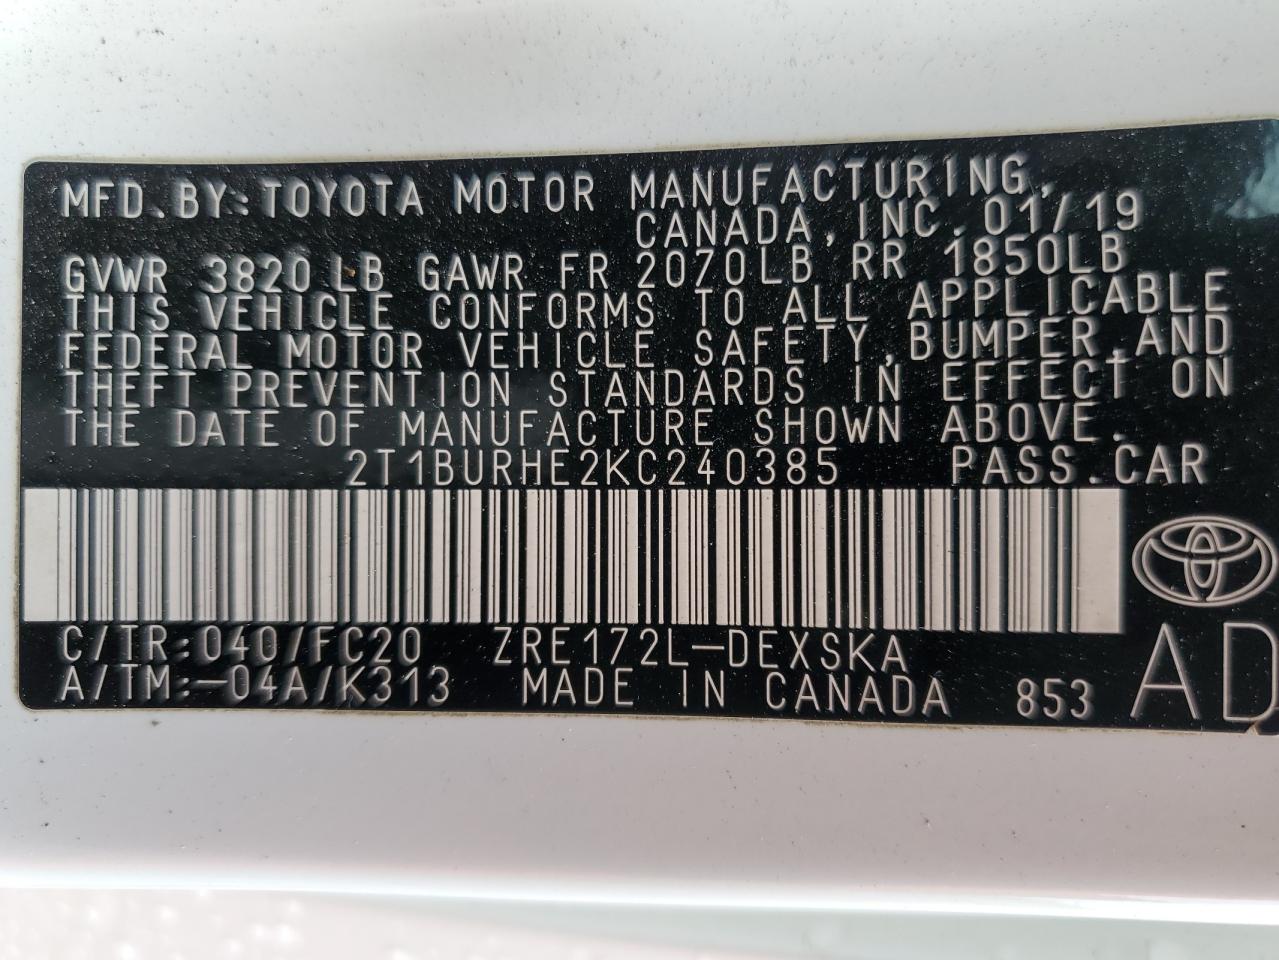 MFD.BY:TOYOTA MOTOR MANUFACTURING,
CANADA,INC.01/19
GVWR 3820LB GAWR FR 2070LB RR 1850LB
THIS VEHICLE CONFORMS TO ALL APPLICABLE
FEDERAL MOTOR VEHICLE SAFETY,BUMPER,AND
THEFT PREVENTION STANDARDS IN EFFECT ON
THE DATE OF MANUFACTURE SHOWN ABOVE.
2T1BURHE2KC240385 PASS.CAR
C/TR:040/FC20 ZRE172L-DEXSKA
A/TM:-04A/K313 MADE IN CANADA 853 AD